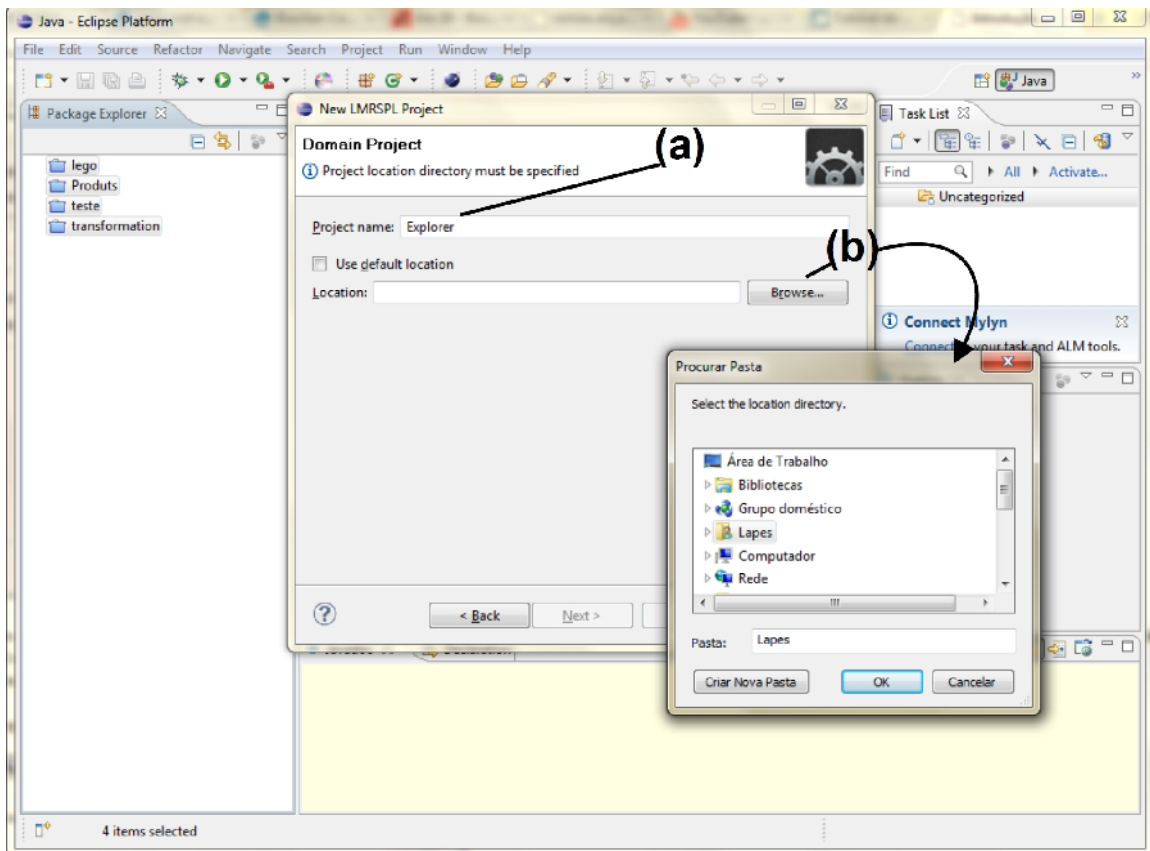 Java - Eclipse Platform
File Edit Source Refactor Navigate Search Project Run Window Help
Java
Package Explorer
lego
Produts
teste
transformation
New LMRSPL Project
Domain Project
Project location directory must be specified
(a)
Project name: Explorer
Use default location
(b)
Location:
Browse...
< Back Next >
Task List
Find All Activate...
Uncategorized
Connect Mylyn
Connect your task and ALM tools.
Procurar Pasta
Select the location directory.
Área de Trabalho
Bibliotecas
Grupo doméstico
Lapes
Computador
Rede
Pasta: Lapes
Criar Nova Pasta OK Cancelar
Declaration
4 items selected